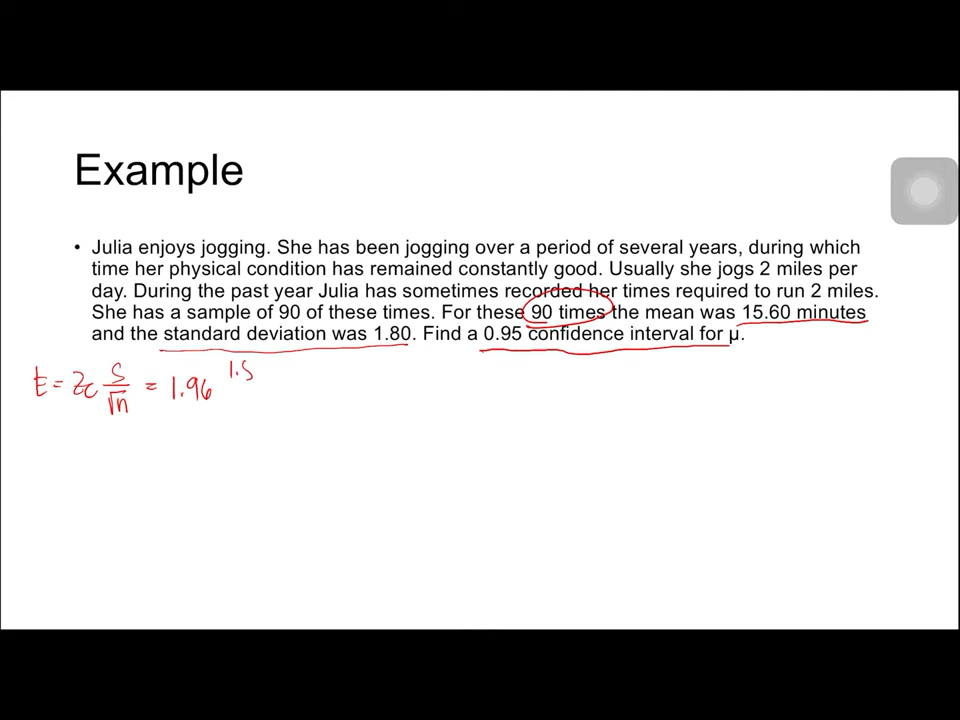 Example
• Julia enjoys jogging. She has been jogging over a period of several years, during which
time her physical condition has remained constantly good. Usually she jogs 2 miles per
day. During the past year Julia has sometimes recorded her times required to run 2 miles.
She has a sample of 90 of these times. For these 90 times the mean was 15.60 minutes
and the standard deviation was 1.80. Find a 0.95 confidence interval for μ.
E = Zc S/√n = 1.96 1.5